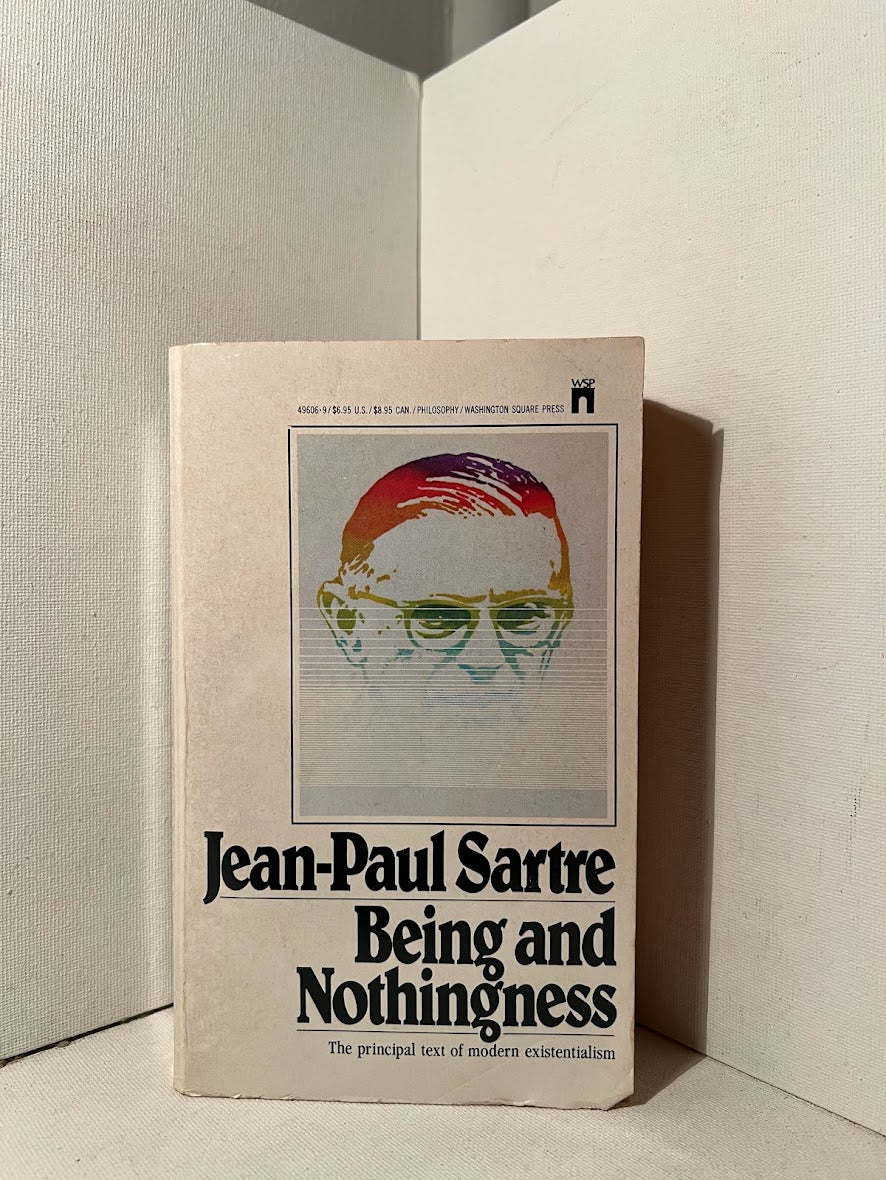 WSP
49606·9/$6.95 U.S./$8.95 CAN./PHILOSOPHY/WASHINGTON SQUARE PRESS
Jean-Paul Sartre
Being and
Nothingness
The principal text of modern existentialism